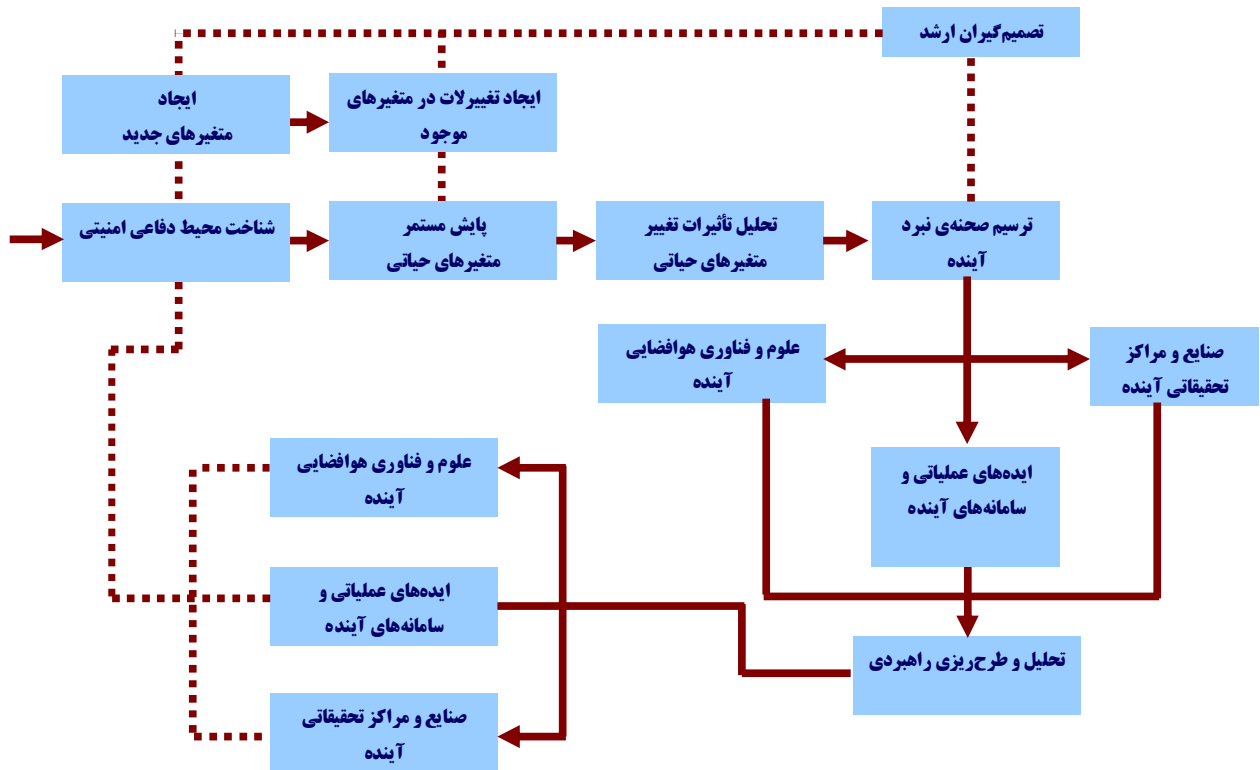 تصمیم‌گیران ارشد
ایجاد
متغیرهای جدید
ایجاد تغییرلات در متغیرهای
موجود
شناخت محیط دفاعی امنیتی
پایش مستمر
متغیرهای حیاتی
تحلیل تأثیرات تغییر
متغیرهای حیاتی
ترسیم صحنه‌ی نبرد
آینده
علوم و فناوری هوافضایی
آینده
صنایع و مراکز
تحقیقاتی آینده
ایده‌های عملیاتی و
سامانه‌های آینده
علوم و فناوری هوافضایی
آینده
ایده‌های عملیاتی و
سامانه‌های آینده
تحلیل و طرح‌ریزی راهبردی
صنایع و مراکز تحقیقاتی
آینده